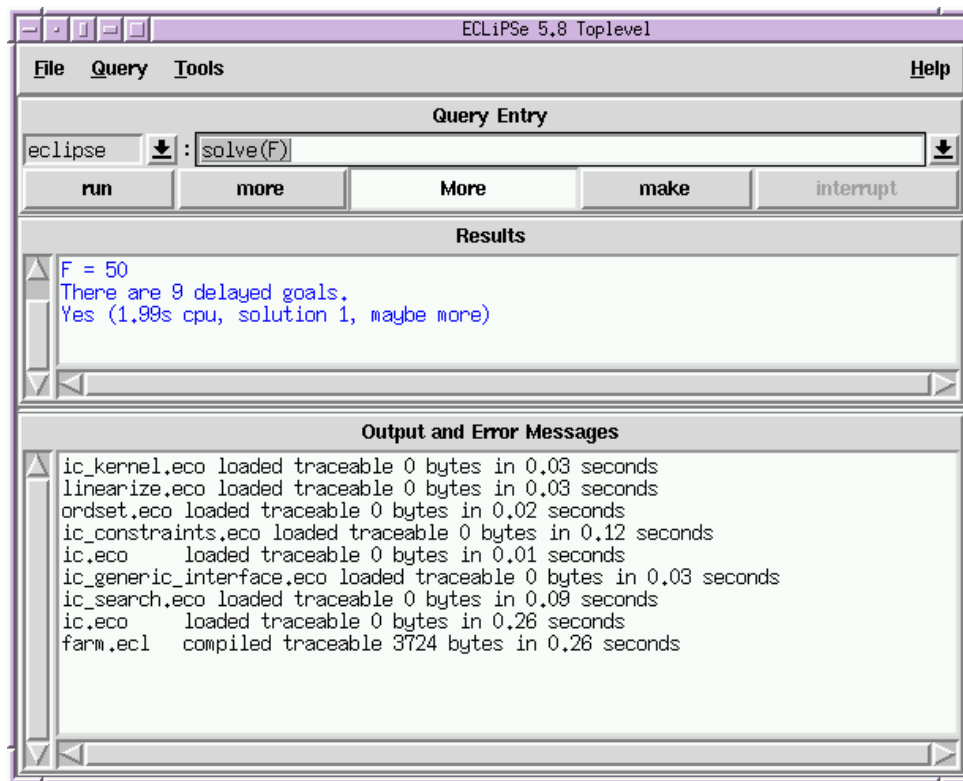 ECLiPSe 5.8 Toplevel
File Query Tools Help
Query Entry
eclipse : solve(F)
run more More make interrupt
Results
F = 50
There are 9 delayed goals.
Yes (1.99s cpu, solution 1, maybe more)
Output and Error Messages
ic_kernel.eco loaded traceable 0 bytes in 0.03 seconds
linearize.eco loaded traceable 0 bytes in 0.03 seconds
ordset.eco loaded traceable 0 bytes in 0.02 seconds
ic_constraints.eco loaded traceable 0 bytes in 0.12 seconds
ic.eco loaded traceable 0 bytes in 0.01 seconds
ic_generic_interface.eco loaded traceable 0 bytes in 0.03 seconds
ic_search.eco loaded traceable 0 bytes in 0.09 seconds
ic.eco loaded traceable 0 bytes in 0.26 seconds
farm.ecl compiled traceable 3724 bytes in 0.26 seconds